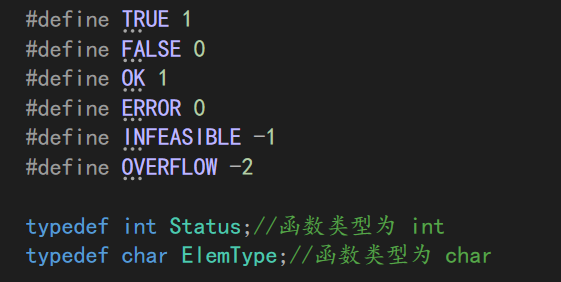 #define TRUE 1
#define FALSE 0
#define OK 1
#define ERROR 0
#define INFEASIBLE -1
#define OVERFLOW -2
typedef int Status;//函数类型为 int
typedef char ElemType;//函数类型为 char